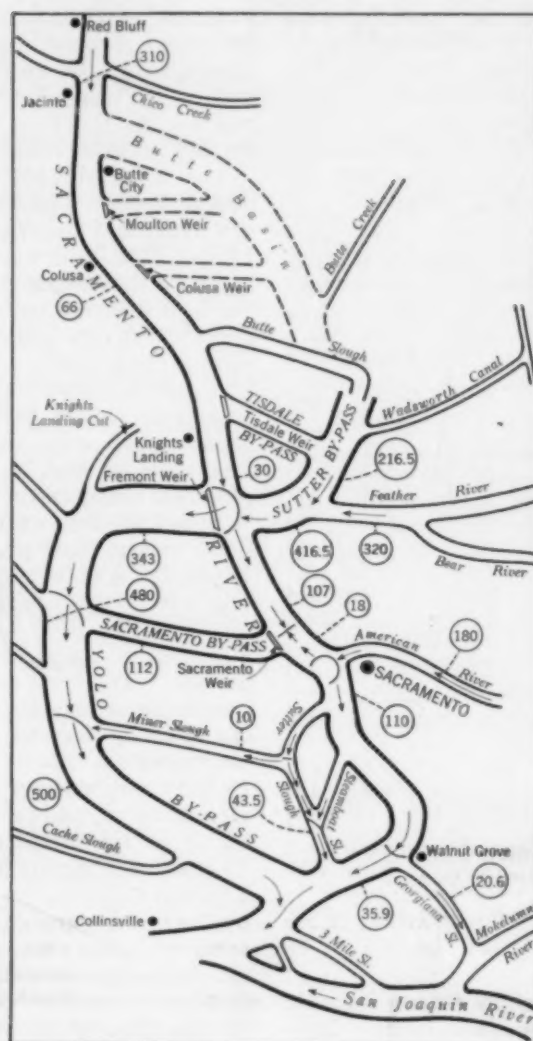 Red Bluff
310
Jacinto
Chico Creek
Butte Basin
Butte City
Moulton Weir
Butte Creek
SACRAMENTO
Colusa
Colusa Weir
66
Butte Slough
Knights Landing Cut
TISDALE
Tisdale Weir
BY-PASS
Wadsworth Canal
Knights Landing
SUTTER BY-PASS
30
216.5
Fremont Weir
Feather River
RIVER
343
416.5
320
Bear River
480
107
18
SACRAMENTO BY-PASS
American River
180
YOLO
112
Sacramento Weir
SACRAMENTO
Sutter Slough
10
110
Minor Slough
Steamboat Sl.
43.5
500
BY-PASS
Cache Slough
Walnut Grove
20.6
Georgiana Sl.
35.9
Mokelumn
River
Collinsville
3 Mile Sl.
San Joaquin River